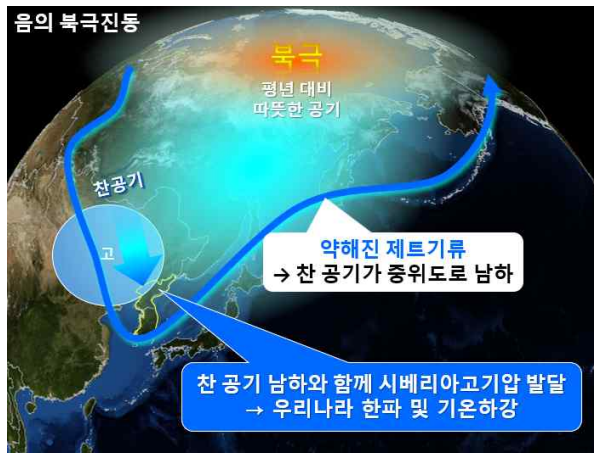 음의 북극진동
북극
평년 대비
따뜻한 공기
찬공기
고
약해진 제트기류
→ 찬 공기가 중위도로 남하
찬 공기 남하와 함께 시베리아고기압 발달
→ 우리나라 한파 및 기온하강